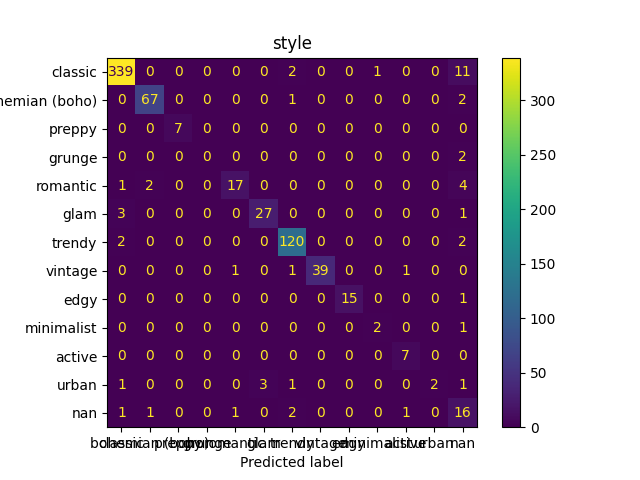 style
classic 339 0 0 0 0 0 2 0 0 1 0 0 11
hemian (boho) 0 67 0 0 0 0 1 0 0 0 0 0 2
preppy 0 0 7 0 0 0 0 0 0 0 0 0 0
grunge 0 0 0 0 0 0 0 0 0 0 0 0 2
romantic 1 2 0 0 17 0 0 0 0 0 0 0 4
glam 3 0 0 0 0 27 0 0 0 0 0 0 1
trendy 2 0 0 0 0 0 120 0 0 0 0 0 2
vintage 0 0 0 0 1 0 1 39 0 0 1 0 0
edgy 0 0 0 0 0 0 0 0 15 0 0 0 1
minimalist 0 0 0 0 0 0 0 0 0 2 0 0 1
active 0 0 0 0 0 0 0 0 0 0 7 0 0
urban 1 0 0 0 0 3 1 0 0 0 0 2 1
nan 1 1 0 0 1 0 2 0 0 0 1 0 16
urban nan
Predicted label
300
250
200
150
100
50
0